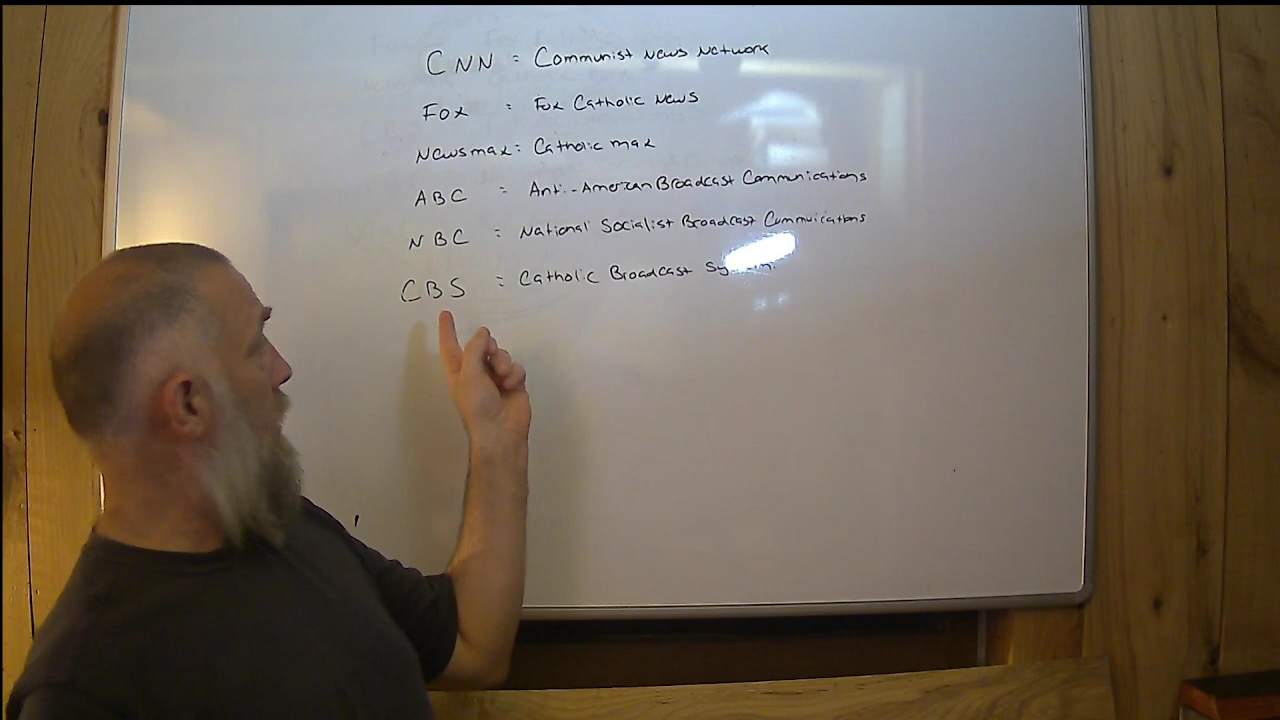 CNN = Communist News Network
Fox = Fox Catholic News
Newsmax = Catholic max
ABC = Anti-American Broadcast Communications
NBC = National Socialist Broadcast Commuications
CBS = Catholic Broadcast